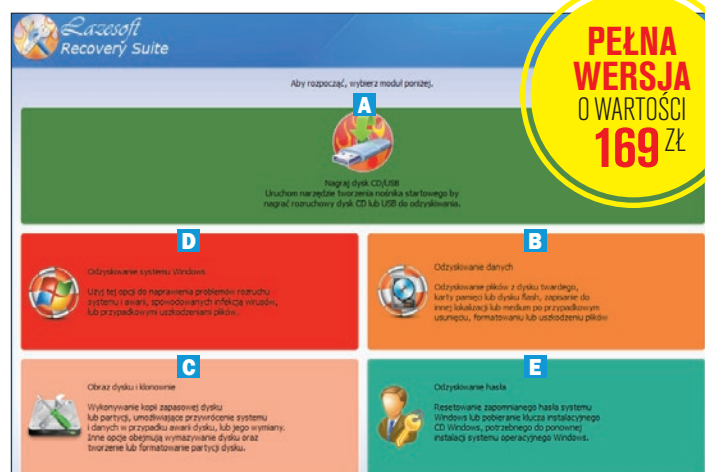 Lazesoft
Recovery Suite
PEŁNA
WERSJA
O WARTOŚCI
169 ZŁ
Aby rozpocząć, wybierz moduł poniżej.
A
Nagraj dysk CD/USB
Uruchom narzędzie tworzenia nośnika startowego by
nagrać rozruchowy dysk CD lub USB do odzyskiwania.
D
Odzyskiwanie systemu Windows
Użyj tej opcji do naprawienia problemów rozruchu
systemu i awarii, spowodowanych infekcją wirusów,
lub przypadkowymi uszkodzeniami plików.
B
Odzyskiwanie danych
Odzyskiwanie plików z dysku twardego,
karty pamięci lub dysku flash, zapisanie do
innej lokalizacji lub medium po przypadkowym
usunięciu, formatowaniu lub uszkodzeniu plików
C
Obraz dysku i klonownie
Wykonywanie kopii zapasowej dysku
lub partycji, umożliwiające przywrócenie systemu
i danych w przypadku awarii dysku, lub jego wymiany.
Inne opcje obejmują wymazywanie dysku oraz
tworzenie lub formatowanie partycji dysku.
E
Odzyskiwanie hasła
Resetowanie zapomnianego hasła systemu
Windows lub pobieranie klucza instalacyjnego
CD Windows, potrzebnego do ponownej
instalacji systemu operacyjnego Windows.